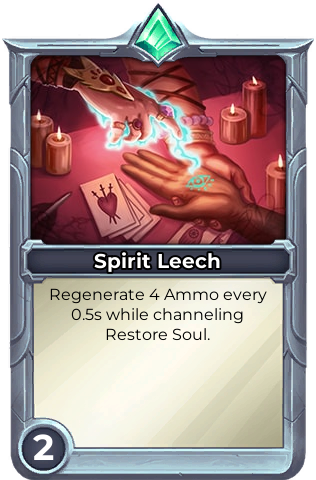 Spirit Leech
Regenerate 4 Ammo every
0.5s while channeling
Restore Soul.
2